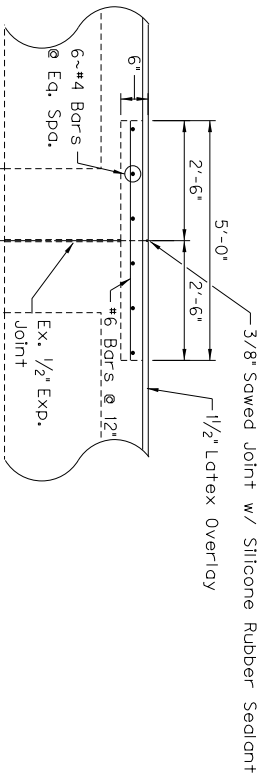 3/8" Sawed Joint w/ Silicone Rubber Sealant
5'-0"
2'-6"
2'-6"
1 1/2" Latex Overlay
6"
6~#4 Bars
@ Eq. Spa.
#6 Bars @ 12"
Ex. 1/2" Exp.
Joint